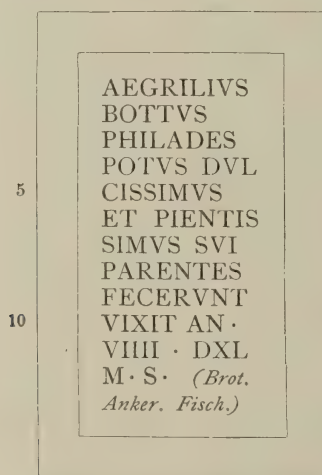 AEGRILIVS
BOTTVS
PHILADES
POTVS DVL
5 CISSIMVS
ET PIENTIS
SIMVS SVI
PARENTES
FECERVNT
10 VIXIT AN ·
VIIII · DXL
M · S · (Brot.
Anker. Fisch.)